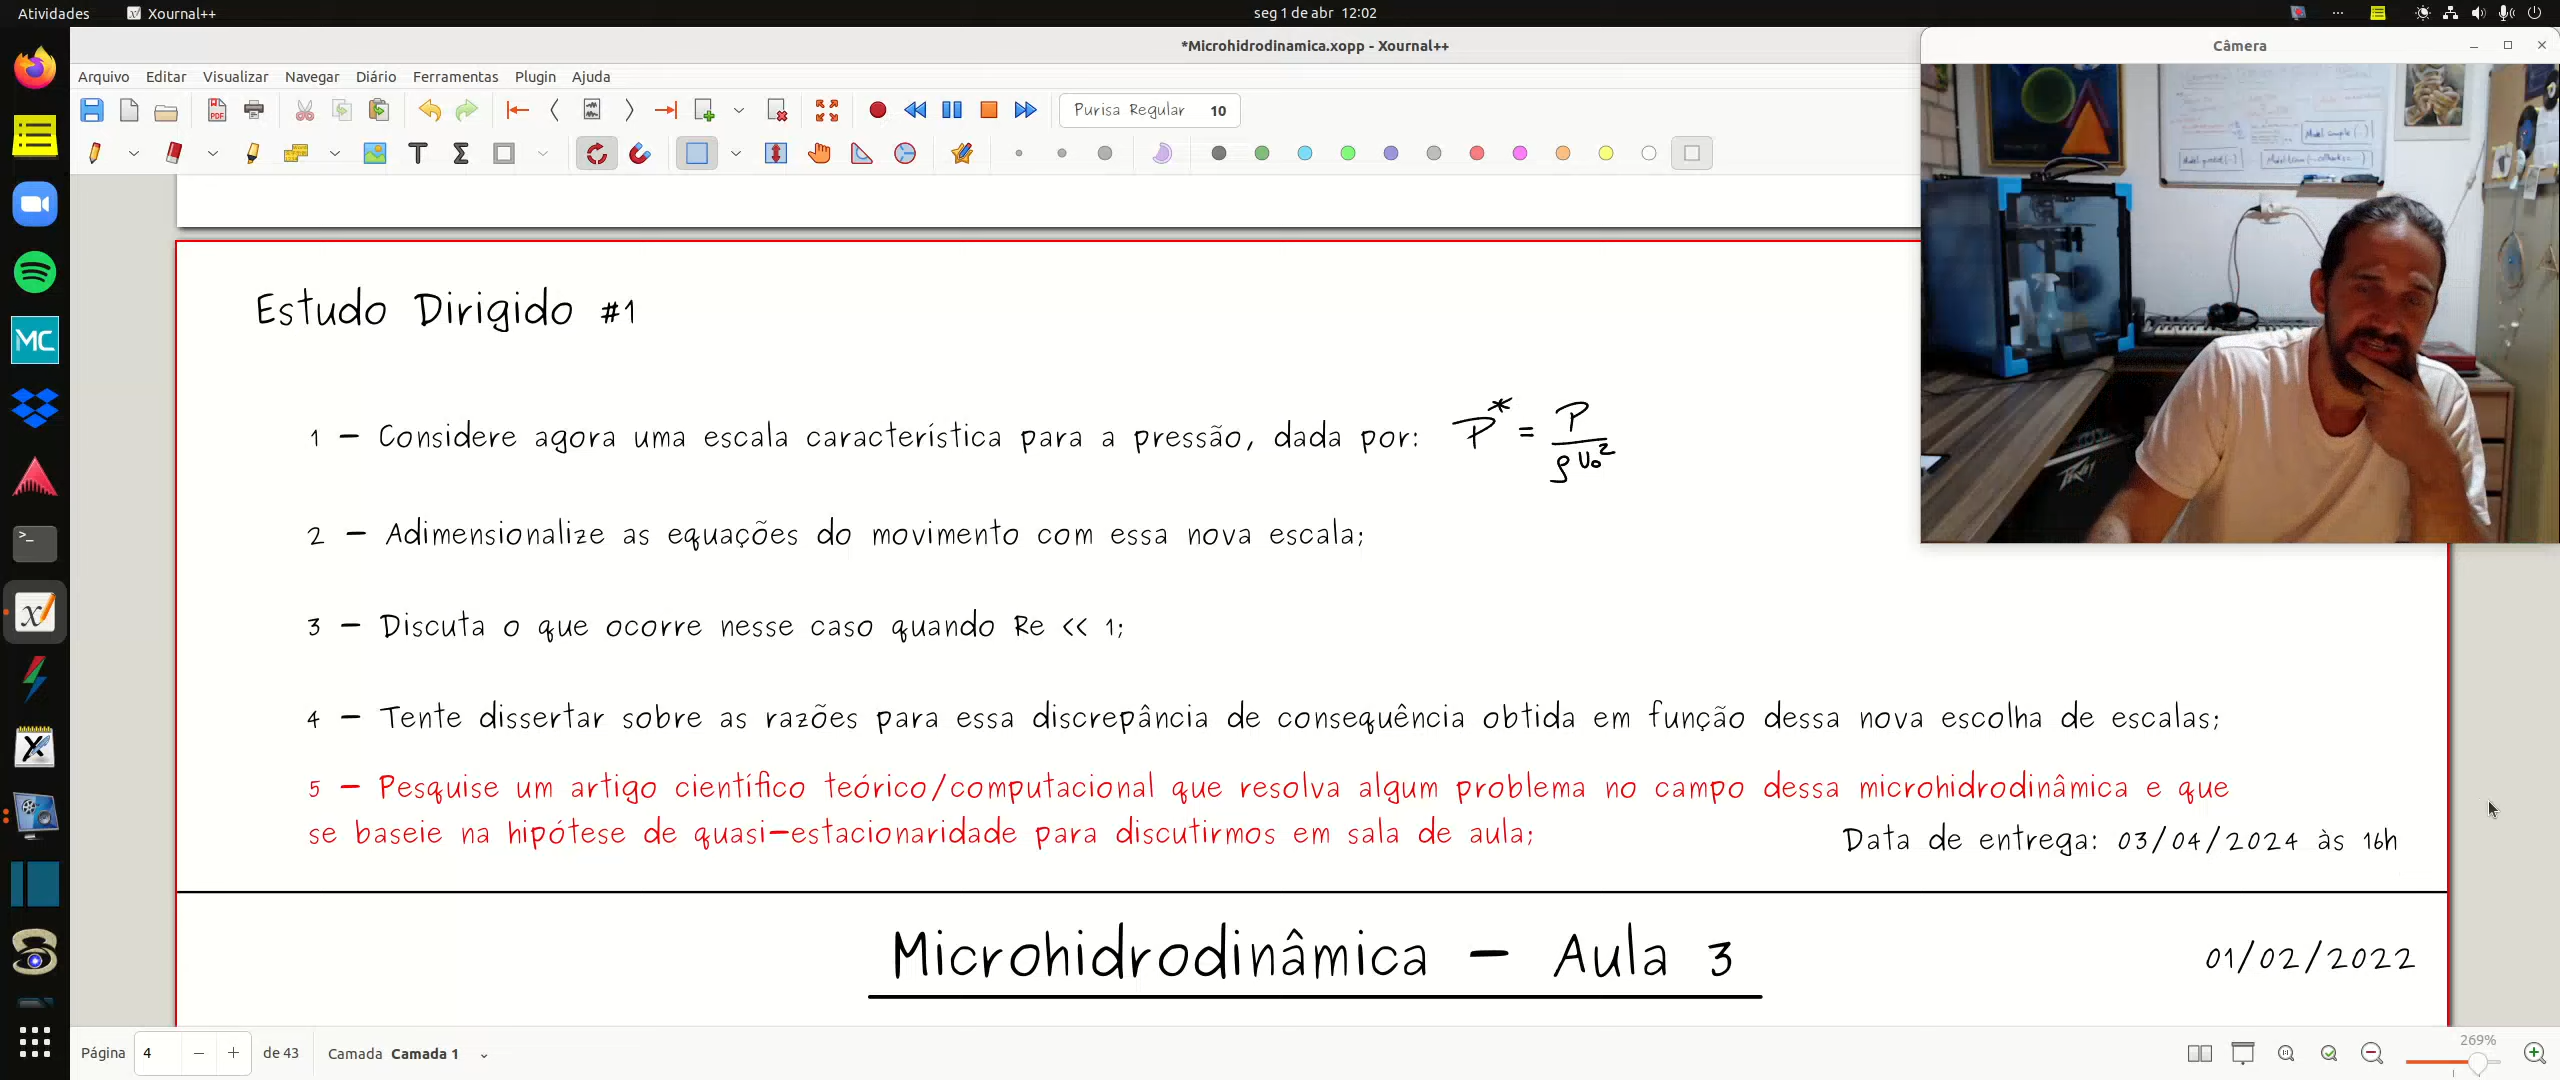 Atividades
Xournal++
seg 1 de abr 12:02
*Microhidrodinamica.xopp - Xournal++
Câmera
Arquivo Editar Visualizar Navegar Diário Ferramentas Plugin Ajuda
Purisa Regular 10
MC
Estudo Dirigido #1
1 - Considere agora uma escala característica para a pressão, dada por: P* = P / ρU₀²
2 - Adimensionalize as equações do movimento com essa nova escala;
3 - Discuta o que ocorre nesse caso quando Re << 1;
4 - Tente dissertar sobre as razões para essa discrepância de consequência obtida em função dessa nova escolha de escalas;
5 - Pesquise um artigo científico teórico/computacional que resolva algum problema no campo dessa microhidrodinâmica e que
se baseie na hipótese de quasi-estacionaridade para discutirmos em sala de aula;
Data de entrega: 03/04/2024 às 16h
Microhidrodinâmica - Aula 3
01/02/2022
Página 4 de 43 Camada Camada 1
269%